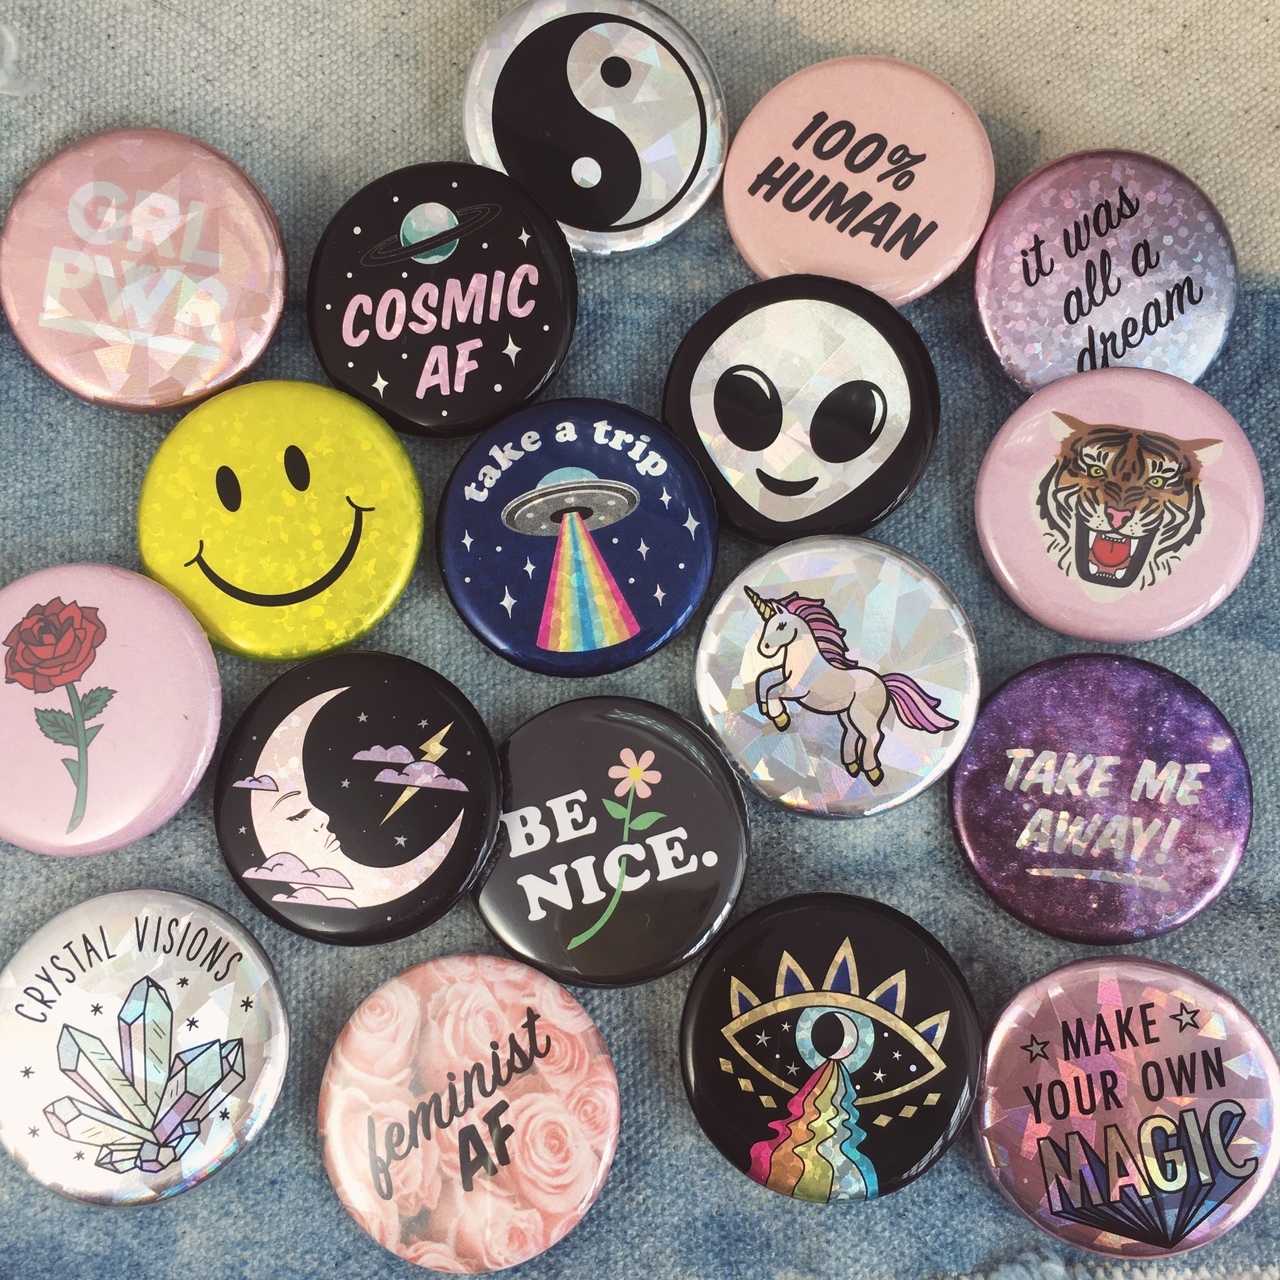 100%
HUMAN
it was
all a
dream
GRL
PWR
COSMIC
AF
take a trip
TAKE ME
AWAY!
BE
NICE.
CRYSTAL VISIONS
feminist
AF
MAKE
YOUR OWN
MAGIC